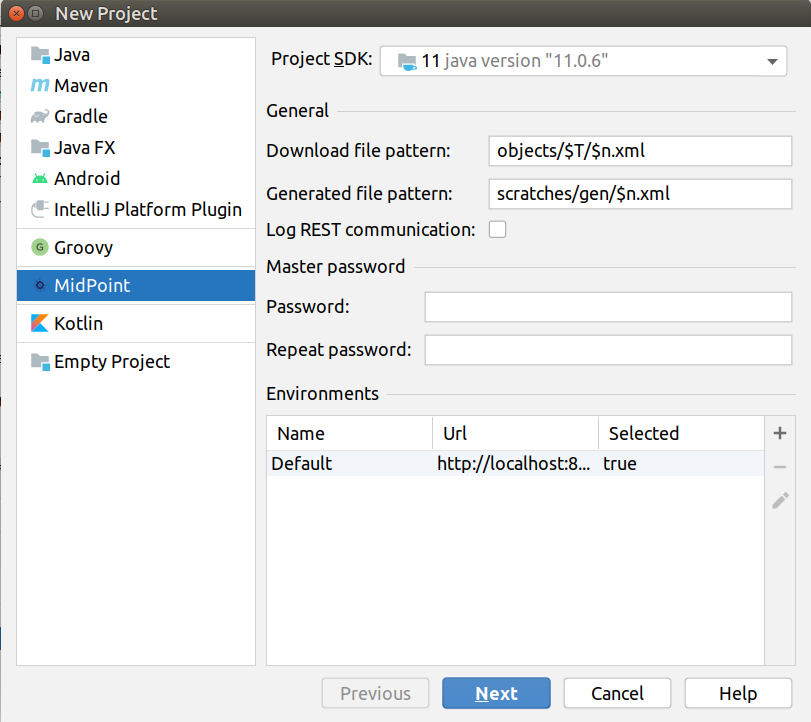 New Project
Java
Maven
Gradle
Java FX
Android
IntelliJ Platform Plugin
Groovy
MidPoint
Kotlin
Empty Project
Project SDK: 11 java version "11.0.6"
General
Download file pattern: objects/$T/$n.xml
Generated file pattern: scratches/gen/$n.xml
Log REST communication:
Master password
Password:
Repeat password:
Environments
Name Url Selected
Default http://localhost:8... true
Previous Next Cancel Help